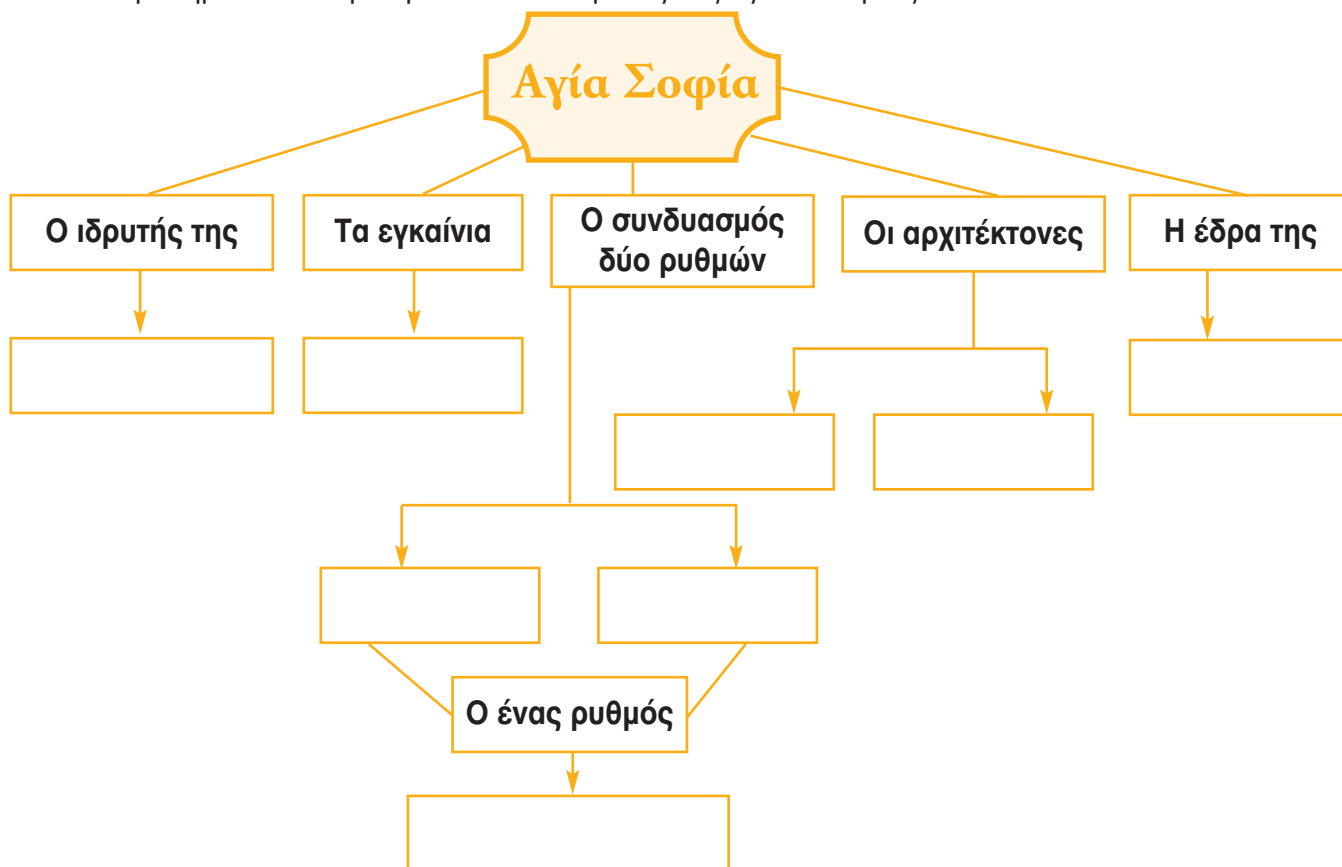 Αγία Σοφία
Ο ιδρυτής της
Τα εγκαίνια
Ο συνδυασμός
δύο ρυθμών
Οι αρχιτέκτονες
Η έδρα της
Ο ένας ρυθμός